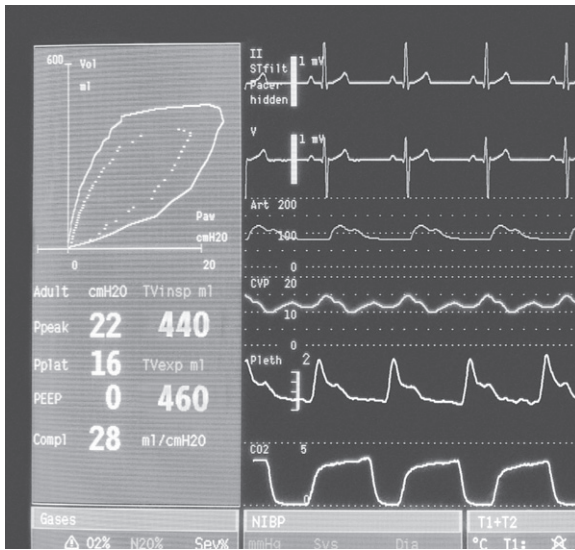 600 Vol
ml
Paw
cmH2O
0 20
Adult cmH2O TVinsp ml
Ppeak 22 440
Pplat 16 TVexp ml
PEEP 0 460
Compl 28 ml/cmH2O
Gases
O2% N2O% Sev%
II
STfilt 1 mV
Pacer
hidden
V
1 mV
Art 200
100
0
CVP 20
10
0
Pleth 2
CO2 5
0
NIBP
mmHg Sys Dia
T1+T2
°C T1: